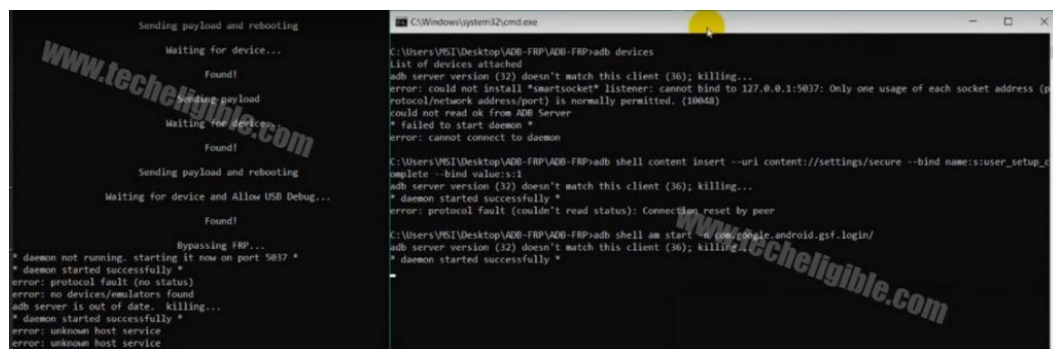 Sending payload and rebooting
Waiting for device...
Found!
Sending payload
Waiting for device...
Found!
Sending payload and rebooting
Waiting for device and Allow USB Debug...
Found!
Bypassing FRP...
* daemon not running. starting it now on port 5037 *
* daemon started successfully *
error: protocol fault (no status)
error: no devices/emulators found
adb server is out of date. killing...
* daemon started successfully *
error: unknown host service
error: unknown host service
www.techeligible.com
C:\Windows\system32\cmd.exe
C:\Users\MSI\Desktop\ADB-FRP\ADB-FRP>adb devices
List of devices attached
adb server version (32) doesn't match this client (36); killing...
error: could not install *smartsocket* listener: cannot bind to 127.0.0.1:5037: Only one usage of each socket address (p
rotocol/network address/port) is normally permitted. (10048)
could not read ok from ADB Server
* failed to start daemon *
error: cannot connect to daemon
C:\Users\MSI\Desktop\ADB-FRP\ADB-FRP>adb shell content insert --uri content://settings/secure --bind name:s:user_setup_c
omplete --bind value:s:1
adb server version (32) doesn't match this client (36); killing...
* daemon started successfully *
error: protocol fault (couldn't read status): Connection reset by peer
C:\Users\MSI\Desktop\ADB-FRP\ADB-FRP>adb shell am start -n com.google.android.gsf.login/
adb server version (32) doesn't match this client (36); killing...
* daemon started successfully *
www.techeligible.com